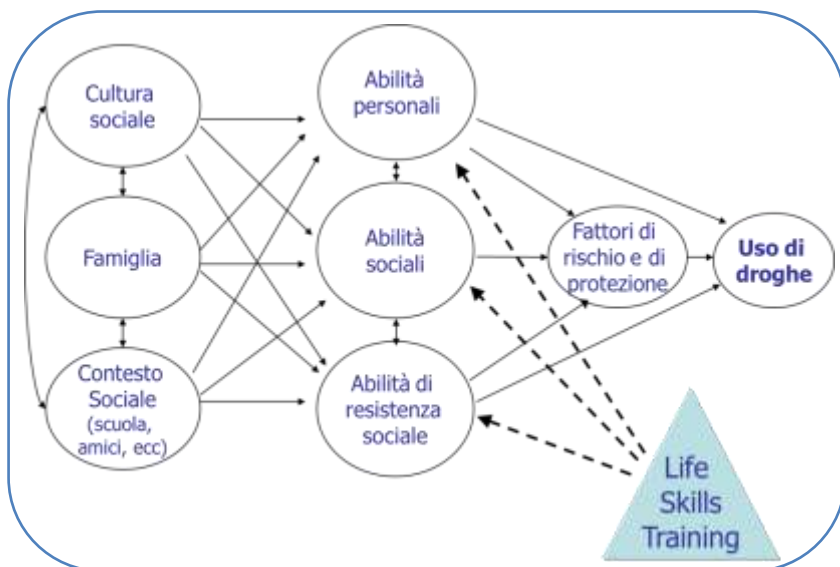 Cultura
sociale
Famiglia
Contesto
Sociale
(scuola,
amici, ecc)
Abilità
personali
Abilità
sociali
Abilità di
resistenza
sociale
Fattori di
rischio e di
protezione
Uso di
droghe
Life
Skills
Training